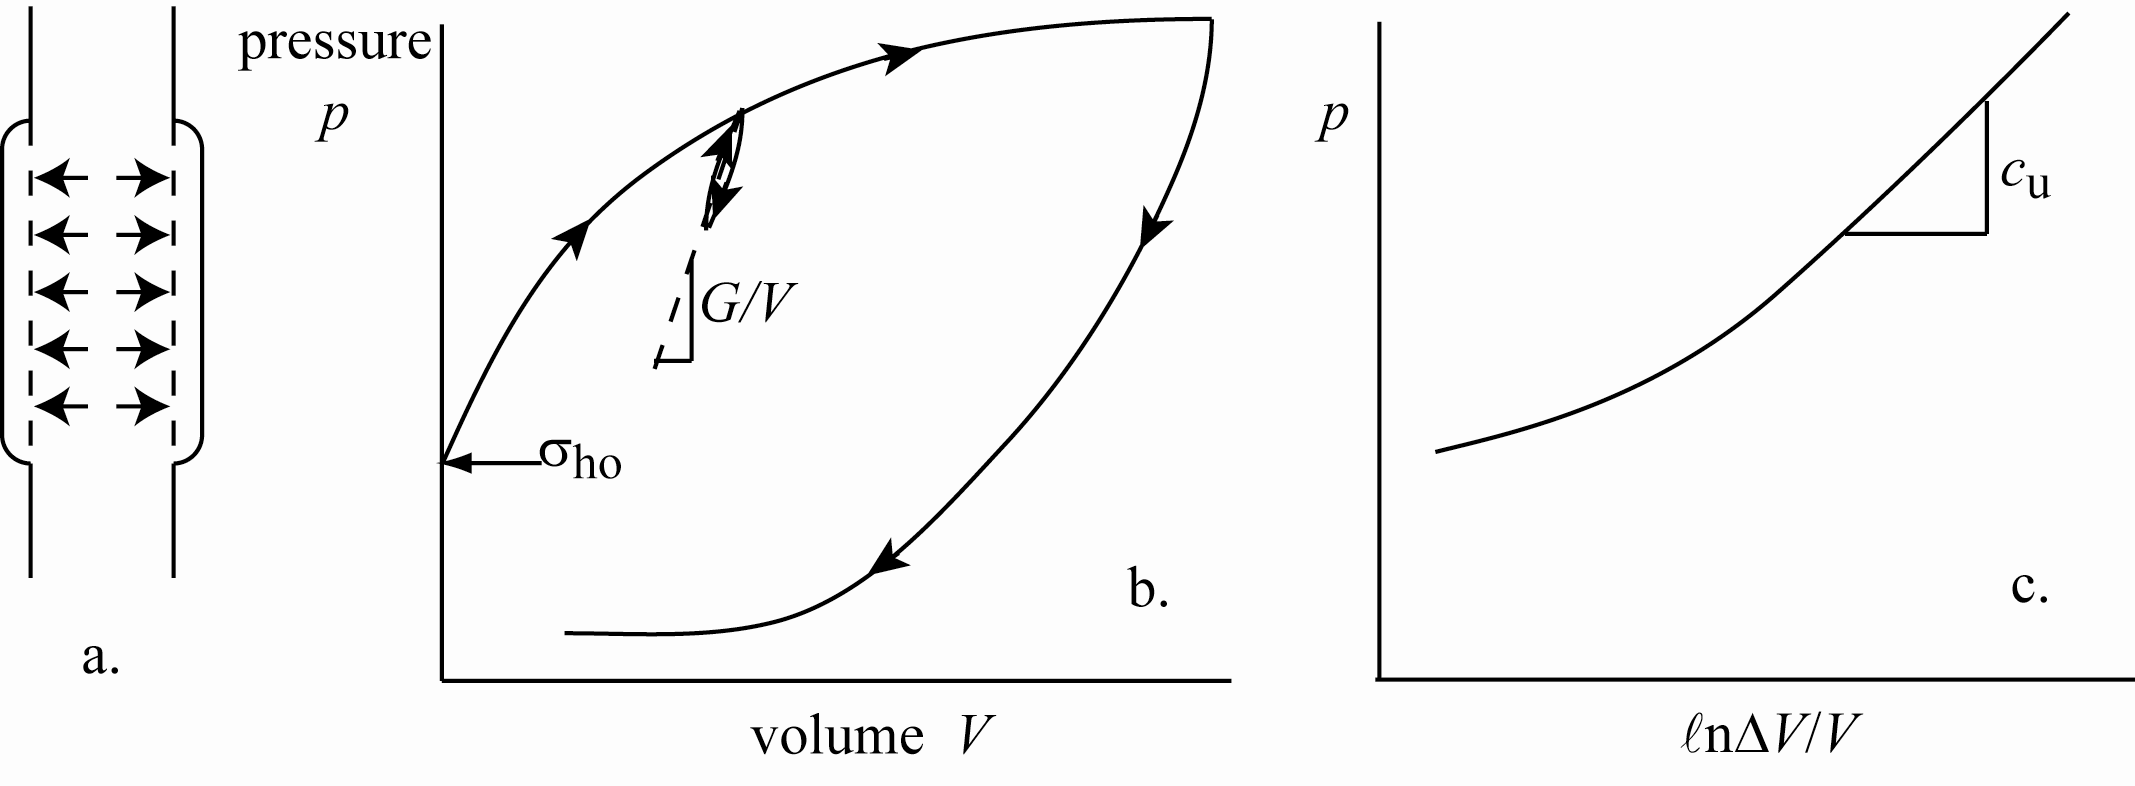 pressure
p
σho
G/V
volume V
a.
b.
p
cu
c.
ℓnΔV/V